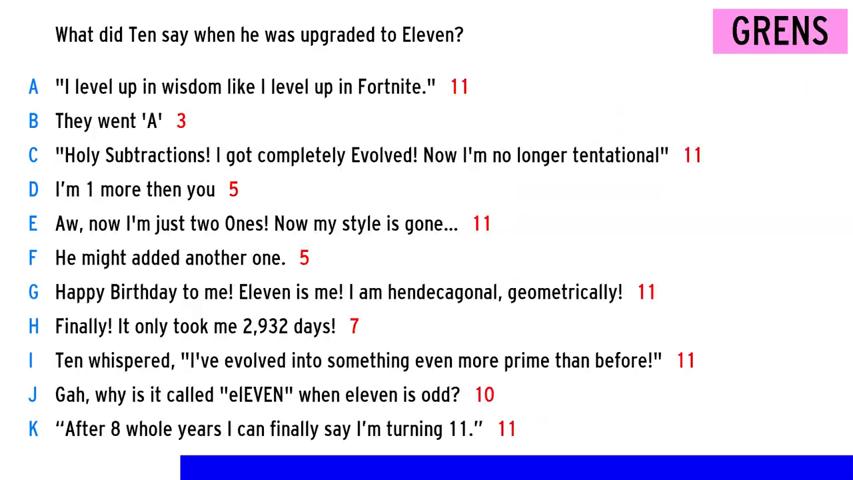 What did Ten say when he was upgraded to Eleven?
GRENS
A "I level up in wisdom like I level up in Fortnite." 11
B They went 'A' 3
C "Holy Subtractions! I got completely Evolved! Now I'm no longer tentational" 11
D I'm 1 more then you 5
E Aw, now I'm just two Ones! Now my style is gone... 11
F He might added another one. 5
G Happy Birthday to me! Eleven is me! I am hendecagonal, geometrically! 11
H Finally! It only took me 2,932 days! 7
I Ten whispered, "I've evolved into something even more prime than before!" 11
J Gah, why is it called "elEVEN" when eleven is odd? 10
K “After 8 whole years I can finally say I’m turning 11.” 11